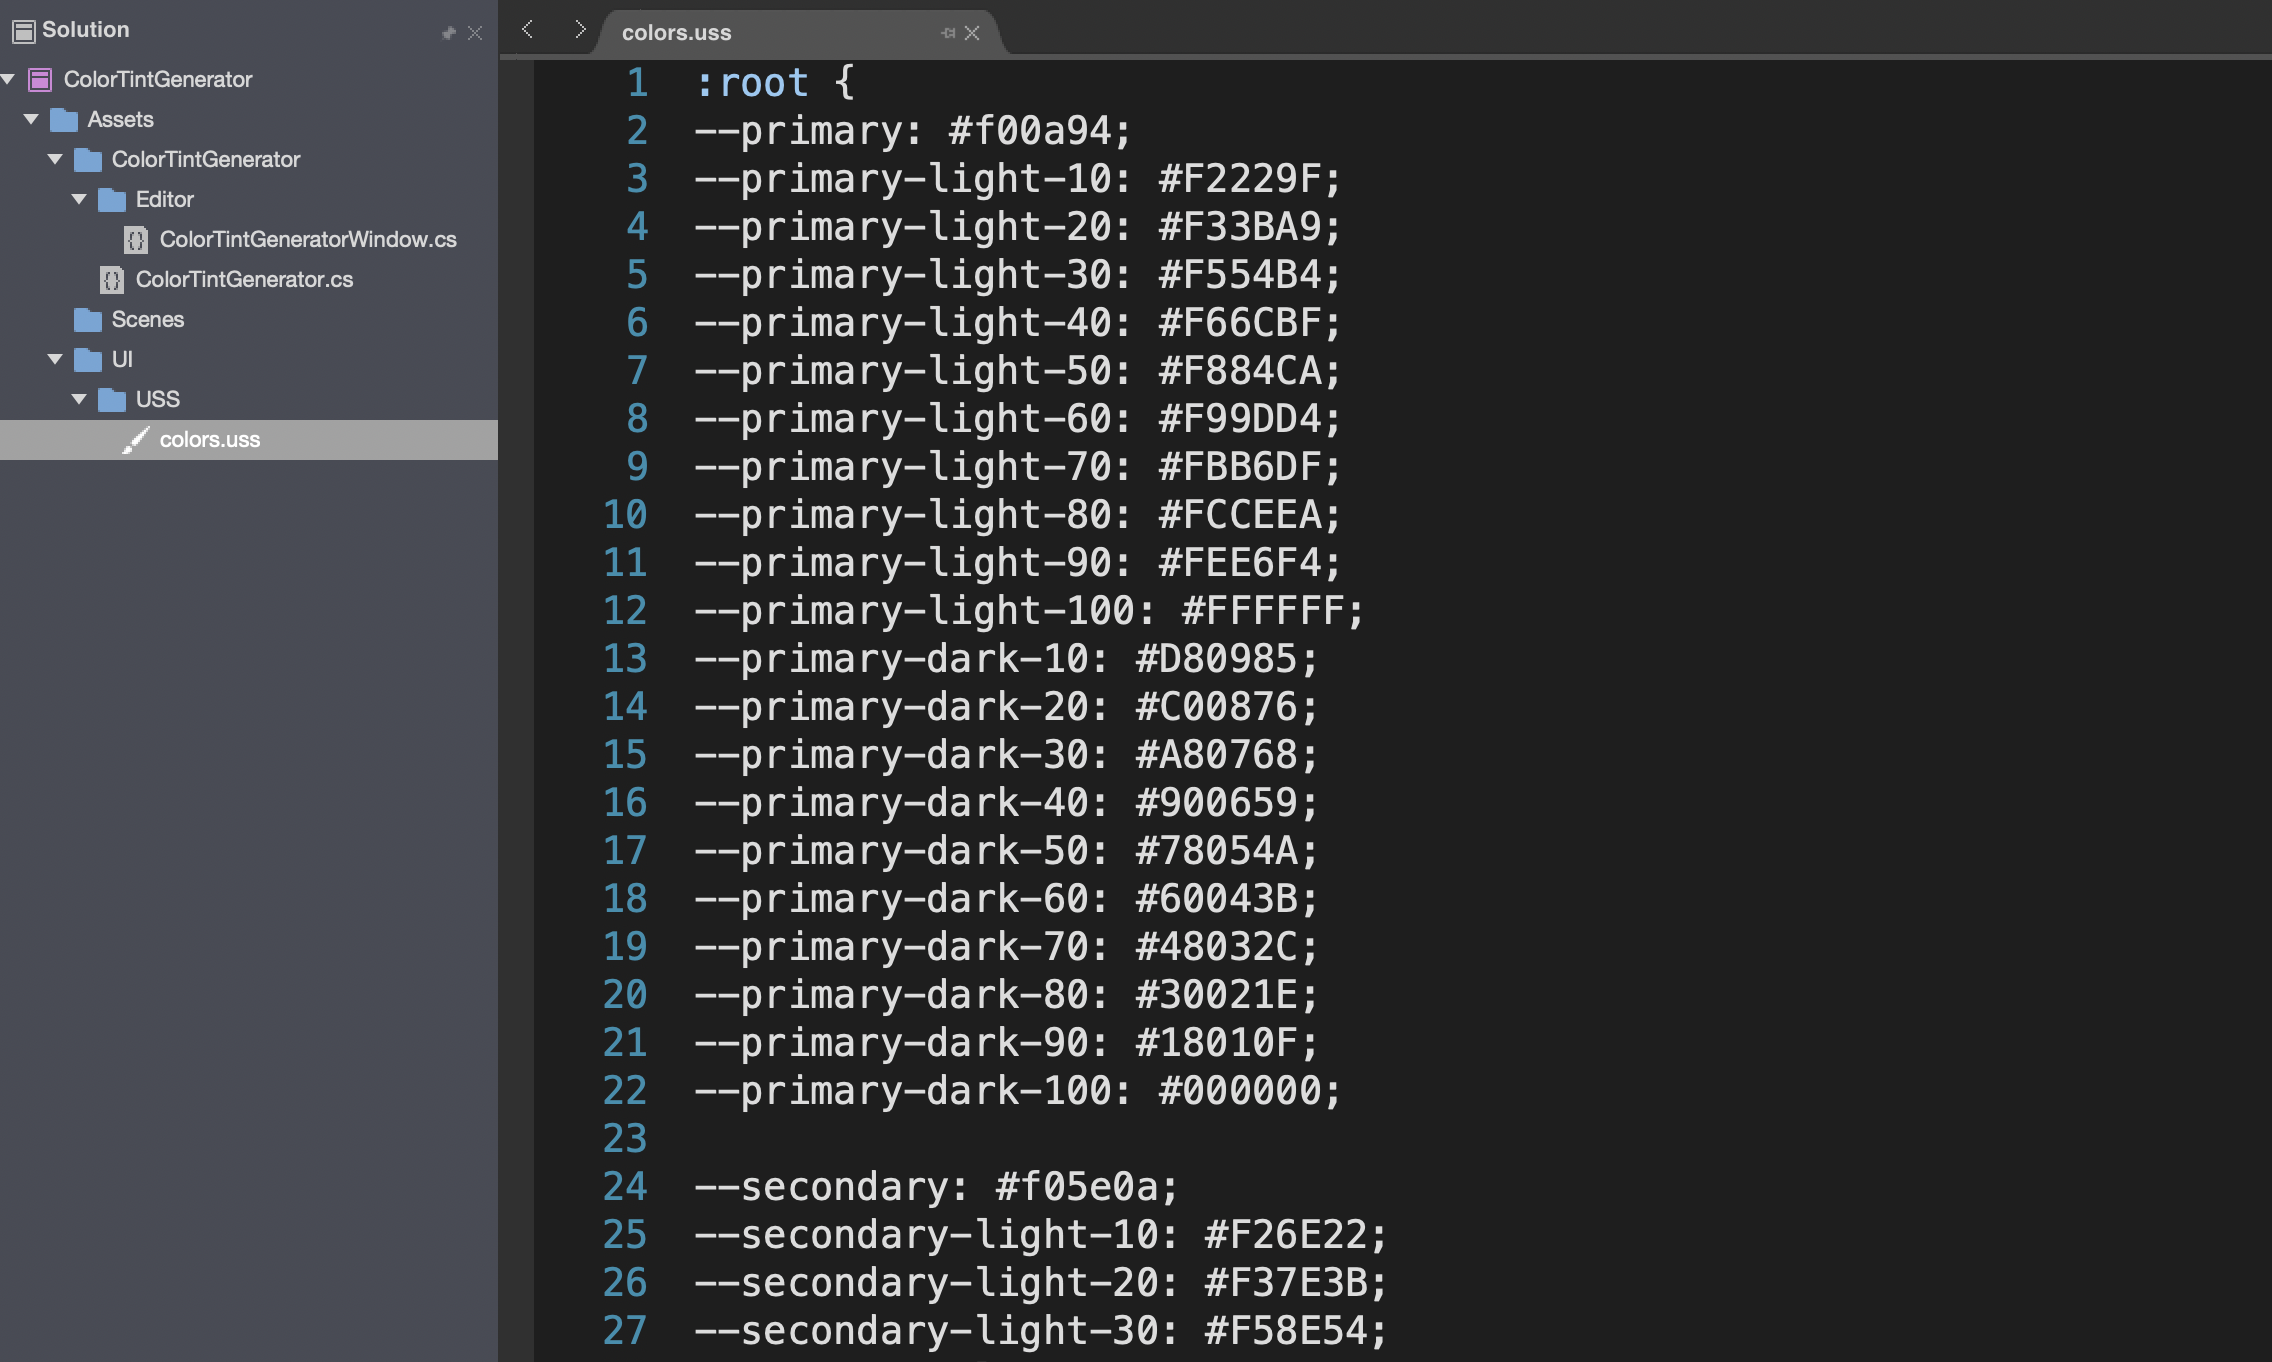 Solution
ColorTintGenerator
Assets
ColorTintGenerator
Editor
ColorTintGeneratorWindow.cs
ColorTintGenerator.cs
Scenes
UI
USS
colors.uss
colors.uss
1 :root {
2 --primary: #f00a94;
3 --primary-light-10: #F2229F;
4 --primary-light-20: #F33BA9;
5 --primary-light-30: #F554B4;
6 --primary-light-40: #F66CBF;
7 --primary-light-50: #F884CA;
8 --primary-light-60: #F99DD4;
9 --primary-light-70: #FBB6DF;
10 --primary-light-80: #FCCEEA;
11 --primary-light-90: #FEE6F4;
12 --primary-light-100: #FFFFFF;
13 --primary-dark-10: #D80985;
14 --primary-dark-20: #C00876;
15 --primary-dark-30: #A80768;
16 --primary-dark-40: #900659;
17 --primary-dark-50: #78054A;
18 --primary-dark-60: #60043B;
19 --primary-dark-70: #48032C;
20 --primary-dark-80: #30021E;
21 --primary-dark-90: #18010F;
22 --primary-dark-100: #000000;
23
24 --secondary: #f05e0a;
25 --secondary-light-10: #F26E22;
26 --secondary-light-20: #F37E3B;
27 --secondary-light-30: #F58E54;